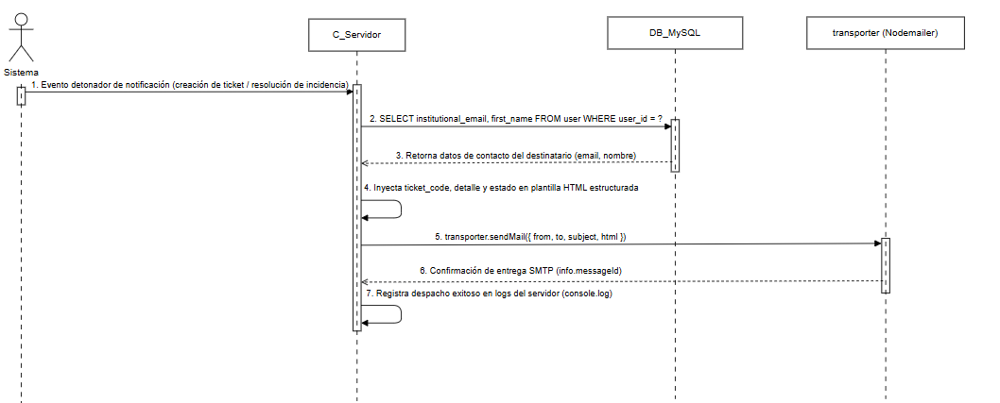 C_Servidor
DB_MySQL
transporter (Nodemailer)
Sistema
1. Evento detonador de notificación (creación de ticket / resolución de incidencia)
2. SELECT institutional_email, first_name FROM user WHERE user_id = ?
3. Retorna datos de contacto del destinatario (email, nombre)
4. Inyecta ticket_code, detalle y estado en plantilla HTML estructurada
5. transporter.sendMail({ from, to, subject, html })
6. Confirmación de entrega SMTP (info.messageId)
7. Registra despacho exitoso en logs del servidor (console.log)